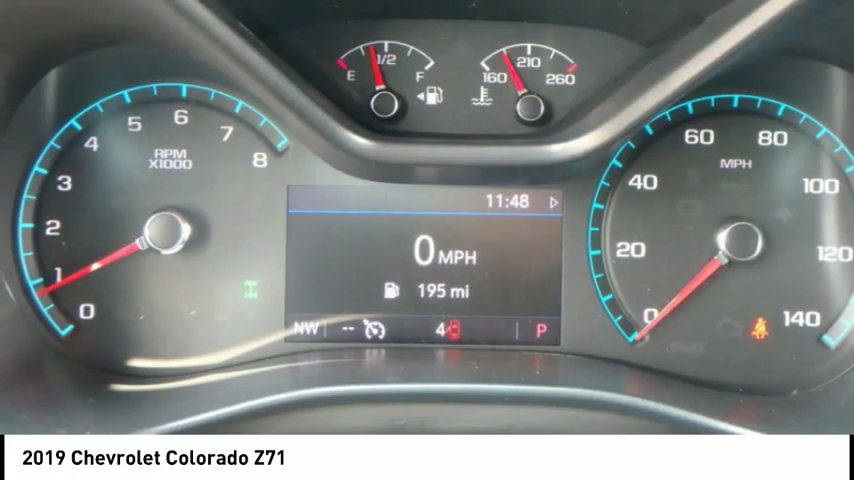 1/2
E F
210
160 260
5 6 7
4 8
RPM
X1000
3
2
1
0
60 80
MPH
40 100
20 120
0 140
11:48
0 MPH
195 mi
NW -- 4 P
2019 Chevrolet Colorado Z71